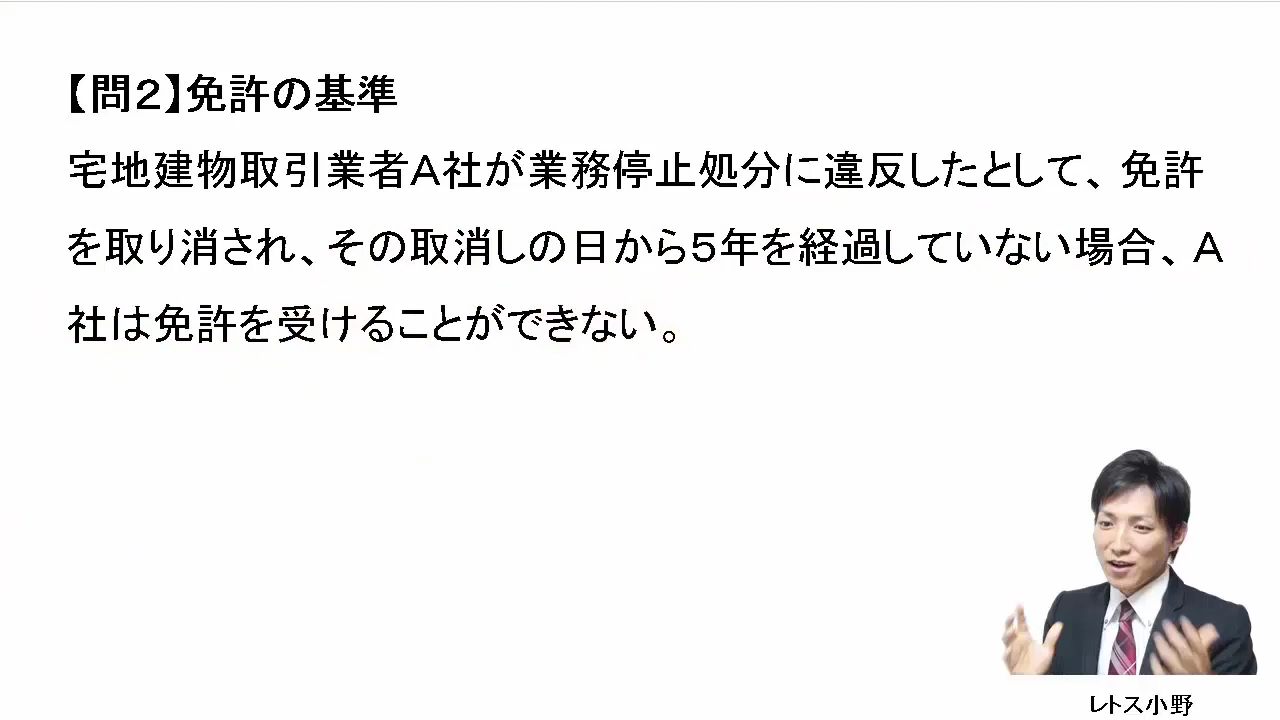 【問２】免許の基準
宅地建物取引業者Ａ社が業務停止処分に違反したとして、免許
を取り消され、その取消しの日から５年を経過していない場合、Ａ
社は免許を受けることができない。
レトス小野